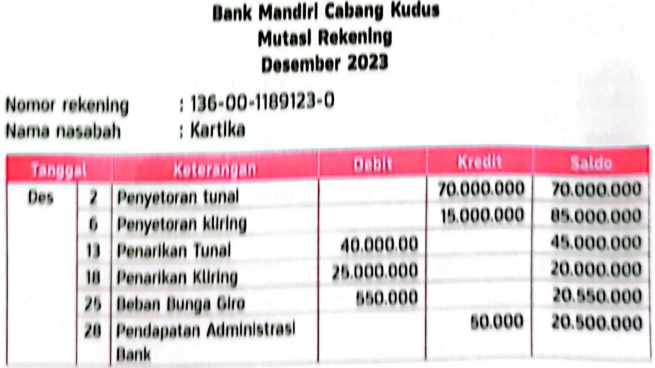 Bank Mandiri Cabang Kudus
Mutasi Rekening
Desember 2023
Nomor rekening : 136-00-1189123-0
Nama nasabah : Kartika
Tanggal Keterangan Debit Kredit Saldo
Des 2 Penyetoran tunai 70.000.000 70.000.000
6 Penyetoran kliring 15.000.000 85.000.000
13 Penarikan Tunai 40.000.00 45.000.000
18 Penarikan Kliring 25.000.000 20.000.000
25 Beban Bunga Giro 550.000 20.550.000
28 Pendapatan Administrasi 50.000 20.500.000
Bank